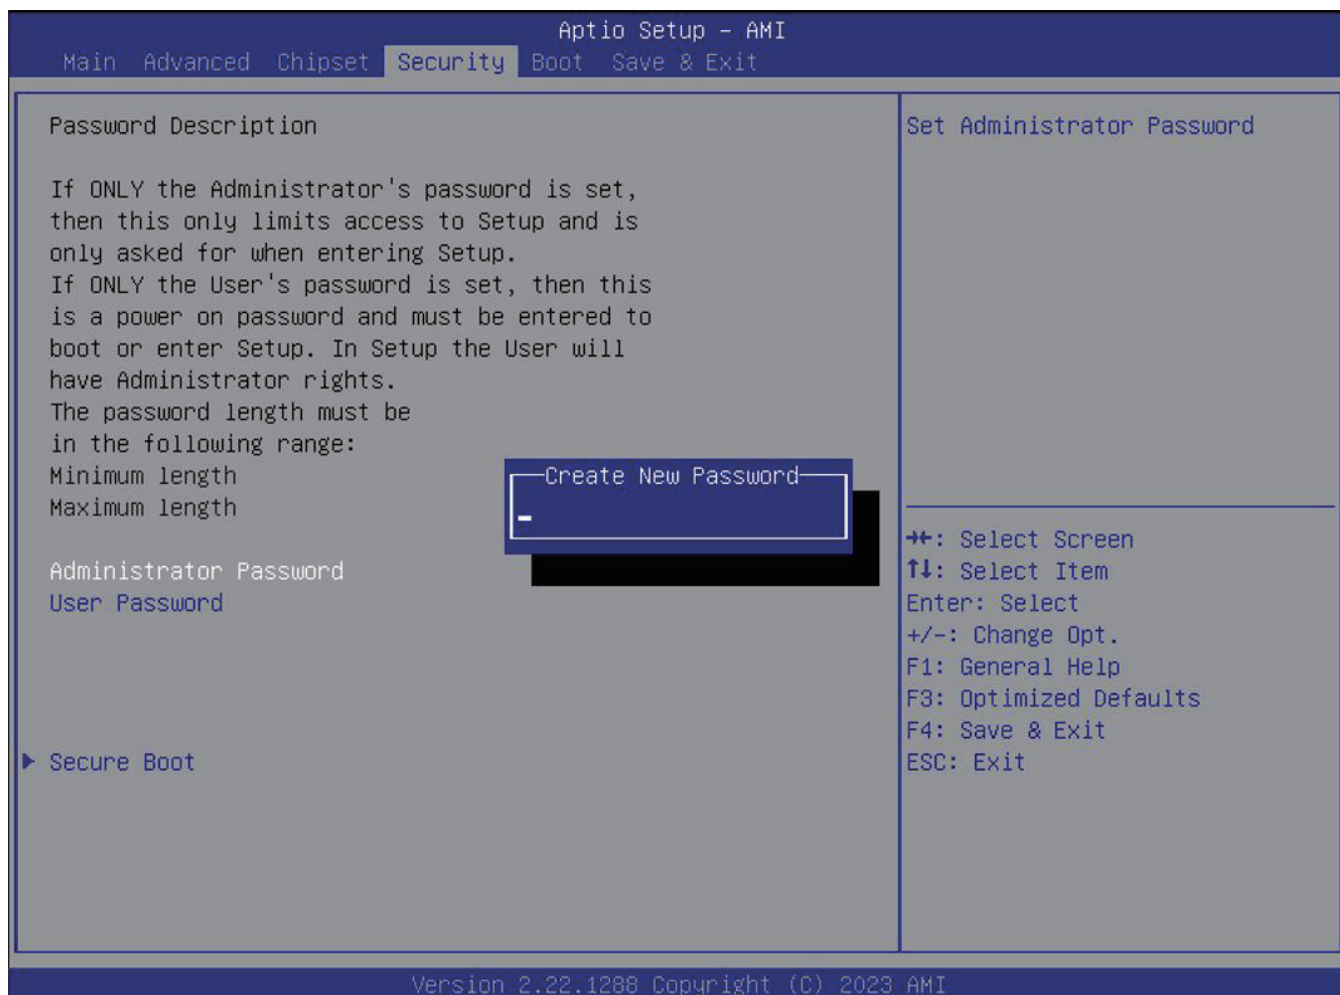 Aptio Setup - AMI
Main Advanced Chipset Security Boot Save & Exit
Password Description
If ONLY the Administrator's password is set,
then this only limits access to Setup and is
only asked for when entering Setup.
If ONLY the User's password is set, then this
is a power on password and must be entered to
boot or enter Setup. In Setup the User will
have Administrator rights.
The password length must be
in the following range:
Minimum length
Maximum length
Administrator Password
User Password
Secure Boot
Create New Password
Set Administrator Password
→←: Select Screen
↑↓: Select Item
Enter: Select
+/-: Change Opt.
F1: General Help
F3: Optimized Defaults
F4: Save & Exit
ESC: Exit
Version 2.22.1288 Copyright (C) 2023 AMI